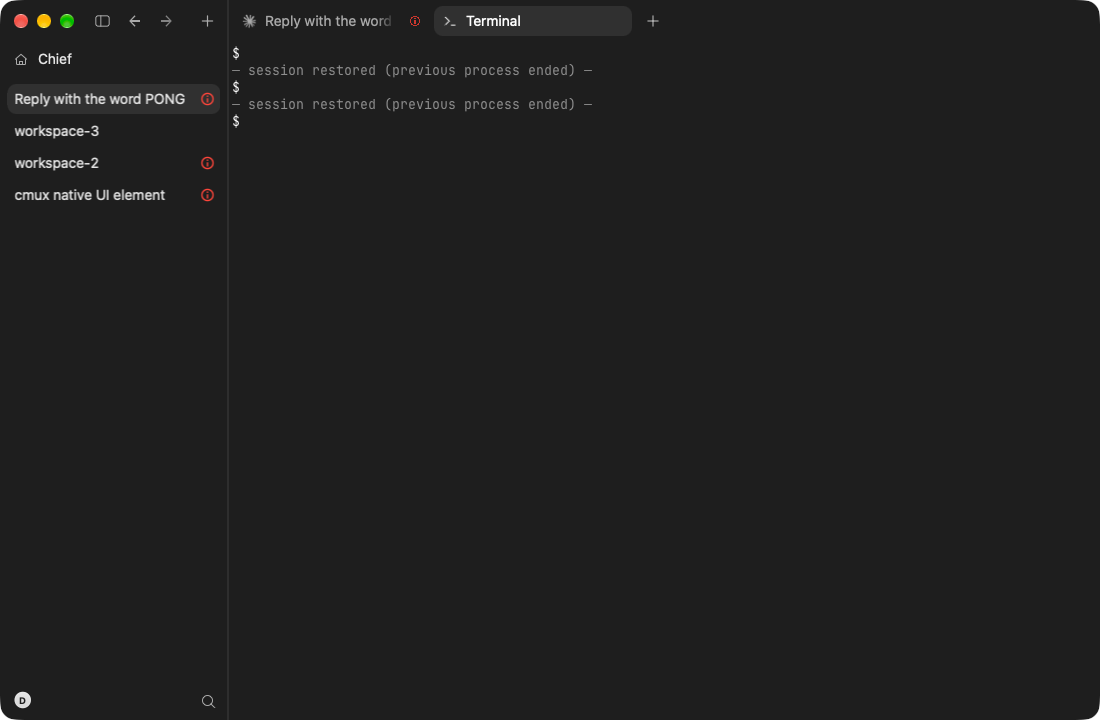 Reply with the word
Terminal
Chief
Reply with the word PONG
workspace-3
workspace-2
cmux native UI element
$
— session restored (previous process ended) —
$
— session restored (previous process ended) —
$
D